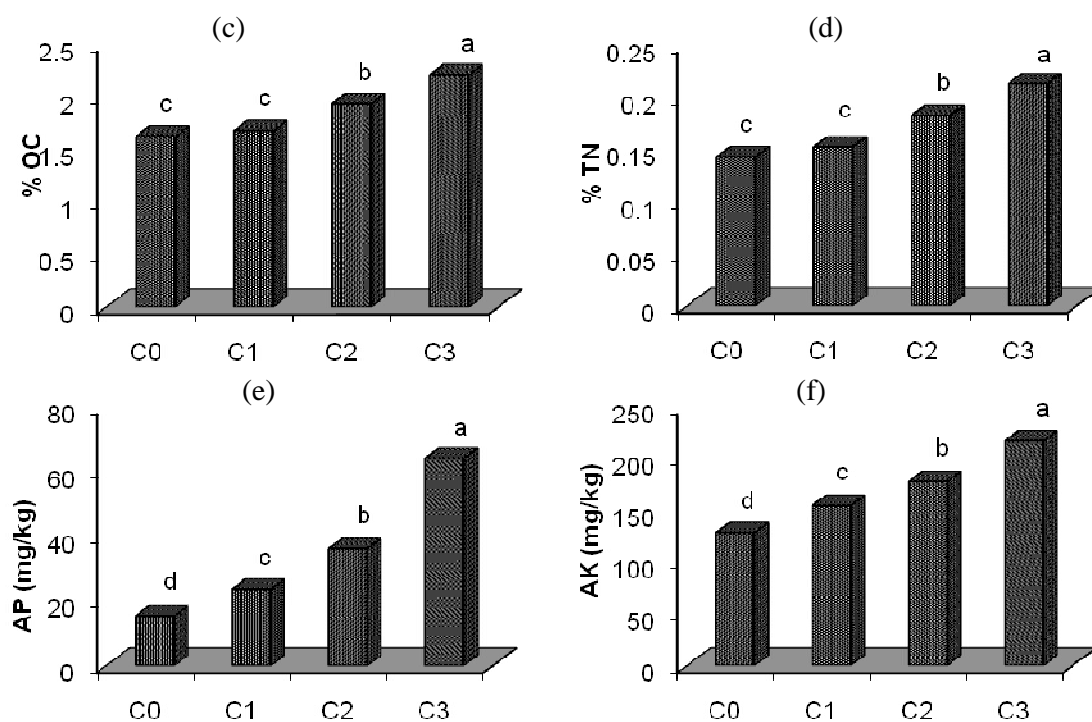 (c)
% OC
2.5
2
1.5
1
0.5
0
c
c
b
a
C0 C1 C2 C3
(d)
% TN
0.25
0.2
0.15
0.1
0.05
0
c
c
b
a
C0 C1 C2 C3
(e)
AP (mg/kg)
80
60
40
20
0
d
c
b
a
C0 C1 C2 C3
(f)
AK (mg/kg)
250
200
150
100
50
0
d
c
b
a
C0 C1 C2 C3